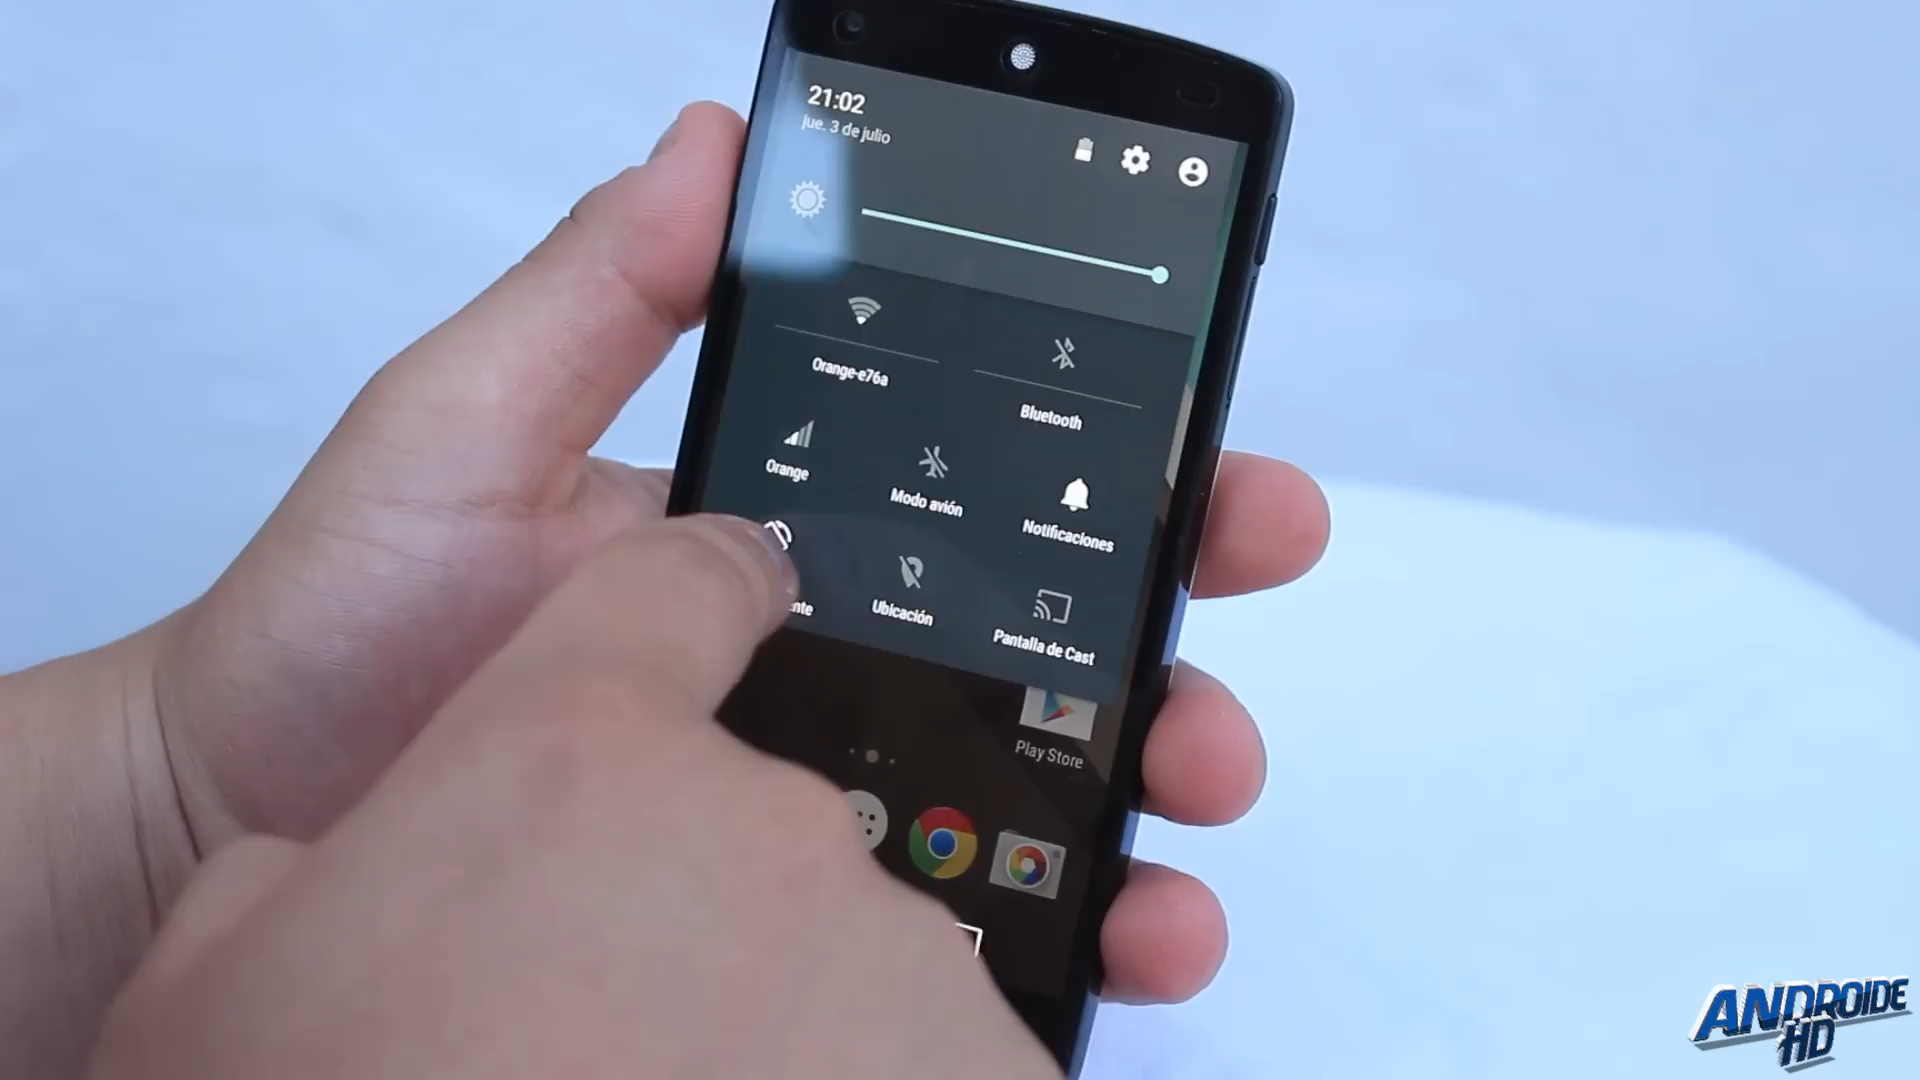 21:02
jue. 3 de julio
Orange-e76a
Bluetooth
Orange
Modo avión
Notificaciones
nte
Ubicación
Pantalla de Cast
Play Store
ANDROIDE
HD